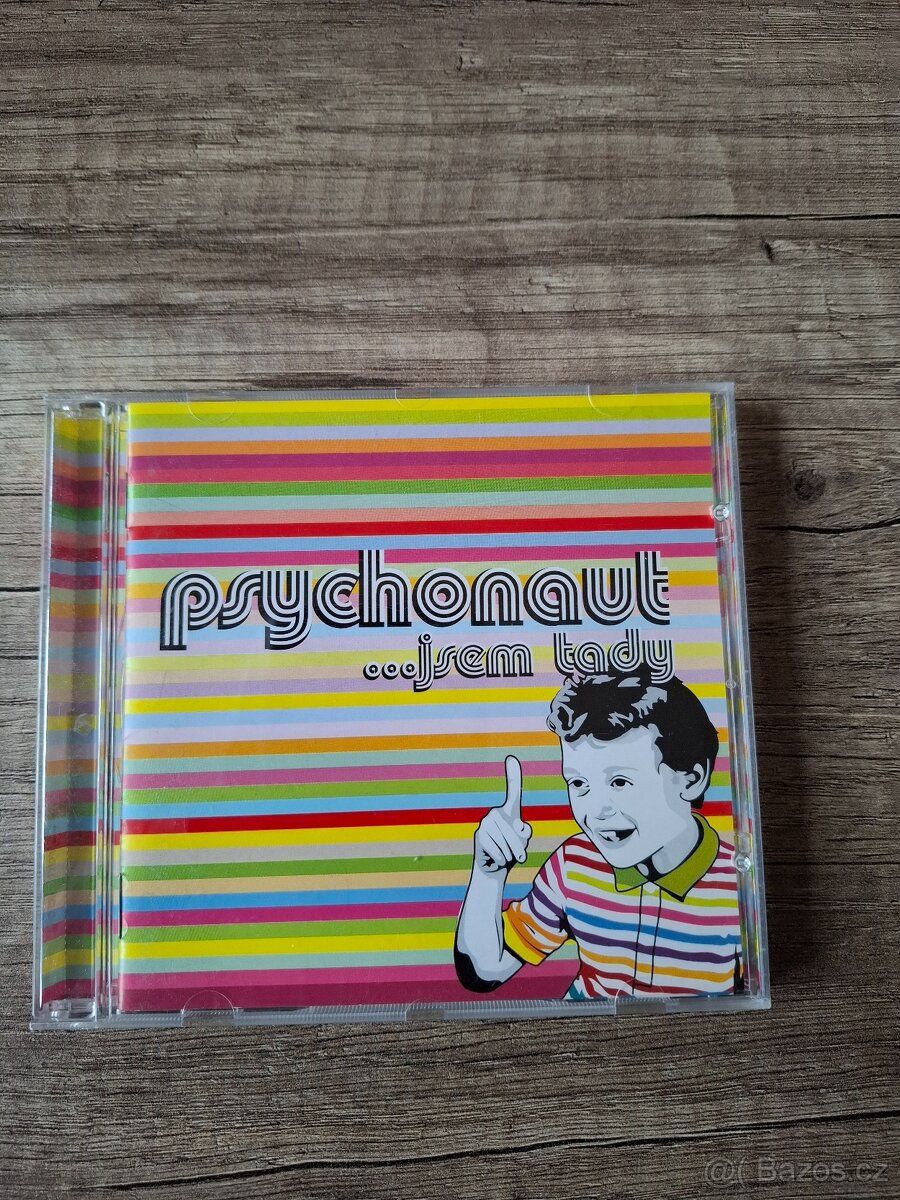 psychonaut
...jsem tady
@( Bazos.cz